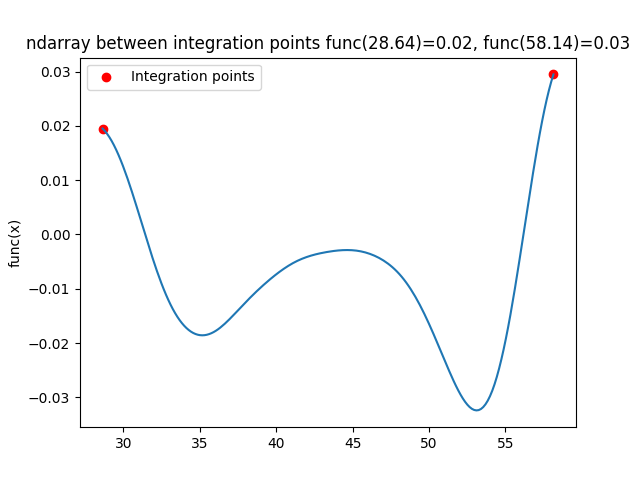 ndarray between integration points func(28.64)=0.02, func(58.14)=0.03
Integration points
func(x)
0.03
0.02
0.01
0.00
−0.01
−0.02
−0.03
30 35 40 45 50 55